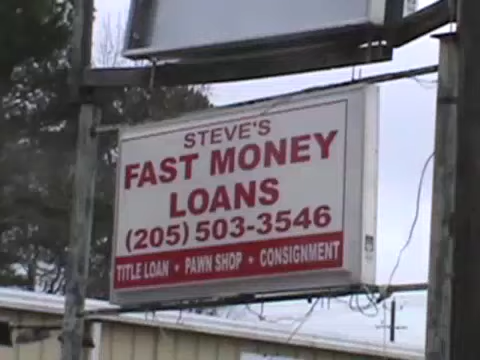 STEVE'S
FAST MONEY
LOANS
(205) 503-3546
TITLE LOAN • PAWN SHOP • CONSIGNMENT